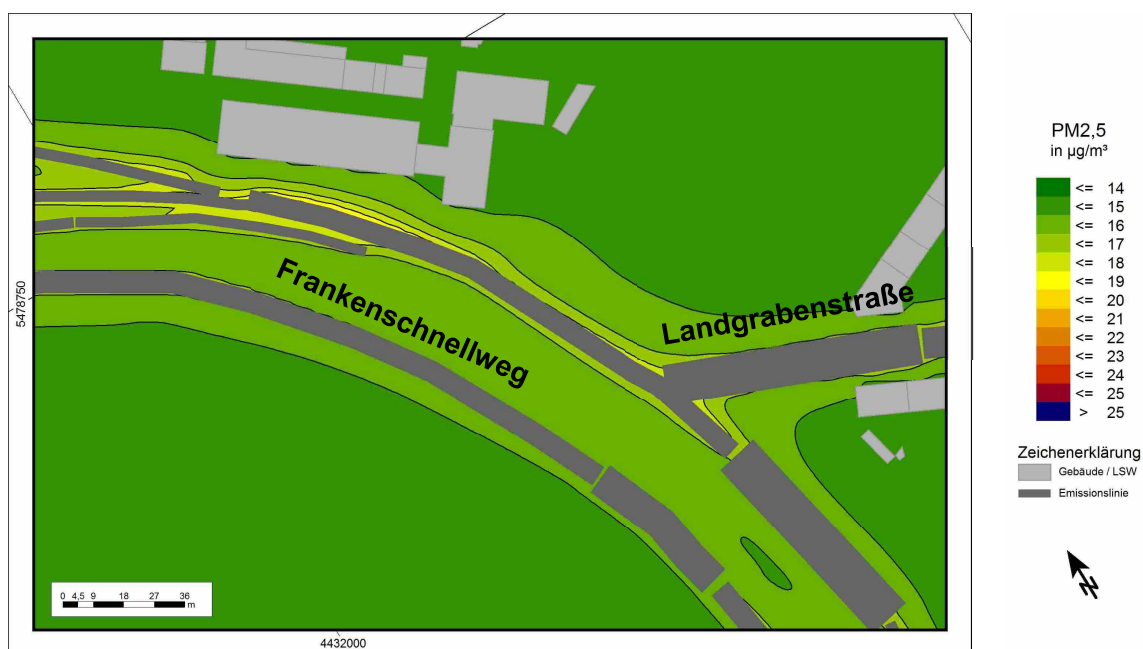 Frankenschnellweg
Landgrabenstraße
5478750
4432000
0 4,5 9 18 27 36
m
PM2,5
in µg/m³
<= 14
<= 15
<= 16
<= 17
<= 18
<= 19
<= 20
<= 21
<= 22
<= 23
<= 24
<= 25
> 25
Zeichenerklärung
Gebäude / LSW
Emissionslinie
N